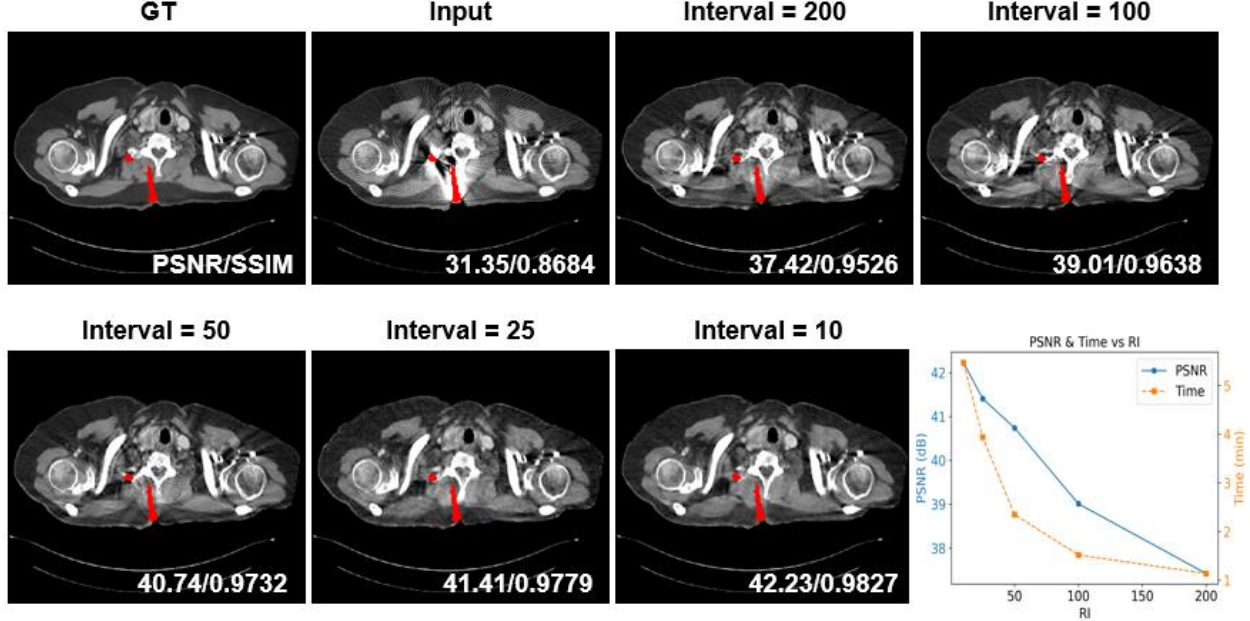 GT Input Interval = 200 Interval = 100
PSNR/SSIM 31.35/0.8684 37.42/0.9526 39.01/0.9638
Interval = 50 Interval = 25 Interval = 10
40.74/0.9732 41.41/0.9779 42.23/0.9827
PSNR & Time vs RI
PSNR
Time
42
41
40
39
38
PSNR (dB)
5
4
3
2
1
Time (min)
50 100 150 200
RI